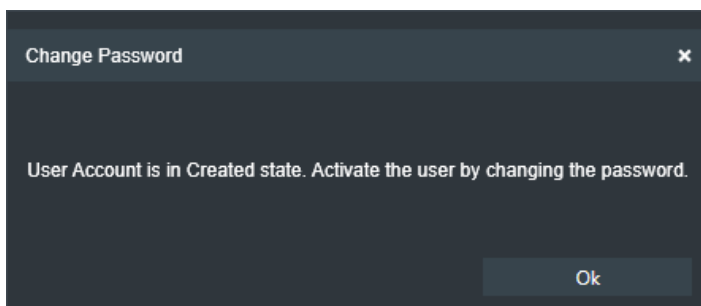 Change Password ×
User Account is in Created state. Activate the user by changing the password.
Ok